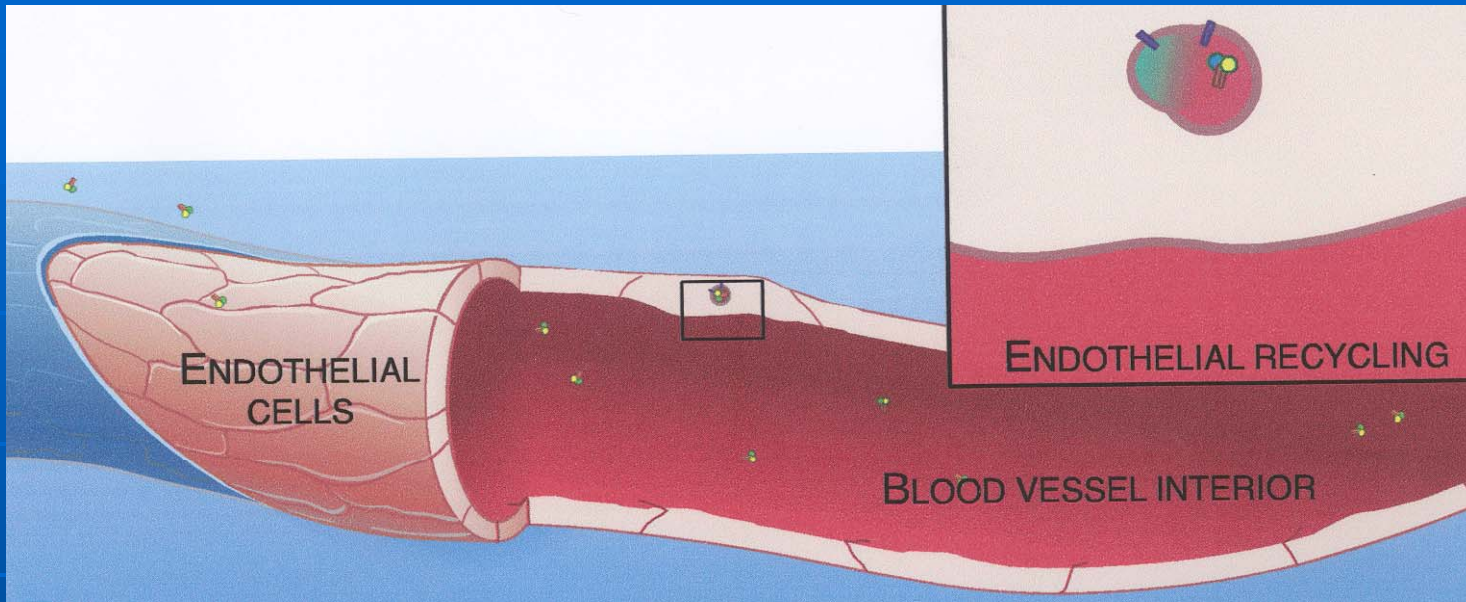 ENDOTHELIAL RECYCLING
ENDOTHELIAL
CELLS
BLOOD VESSEL INTERIOR